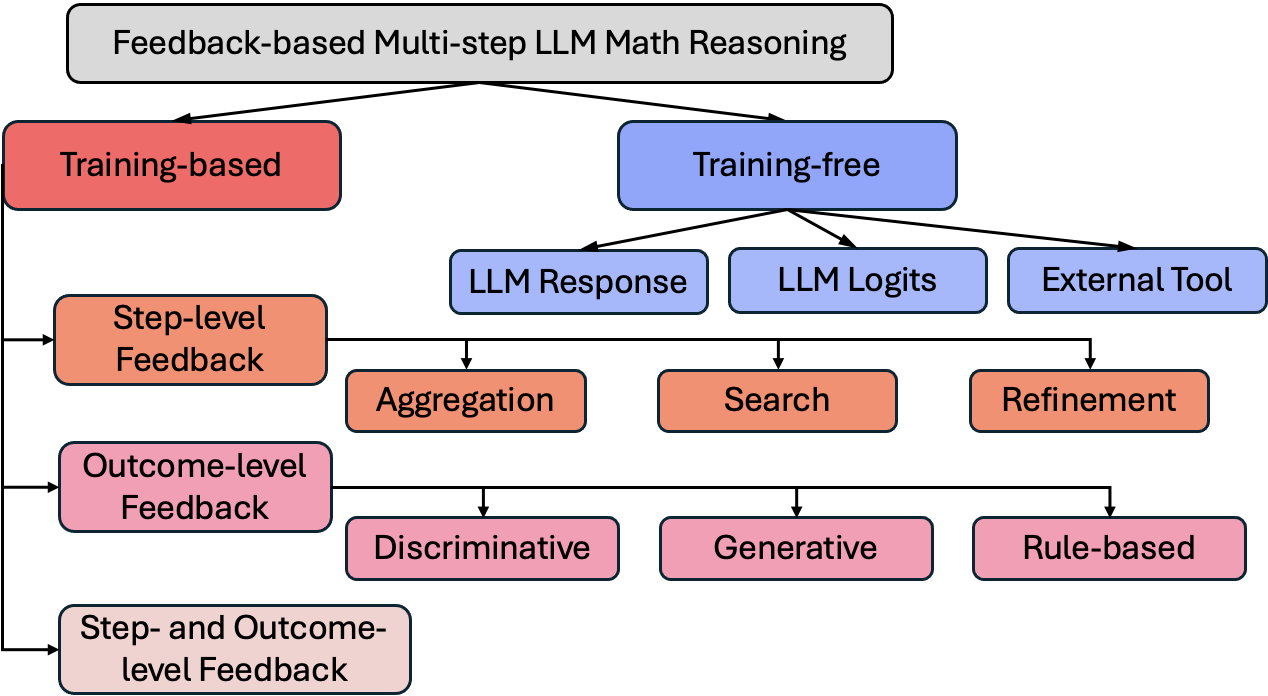 Feedback-based Multi-step LLM Math Reasoning
Training-based
Training-free
LLM Response
LLM Logits
External Tool
Step-level
Feedback
Aggregation
Search
Refinement
Outcome-level
Feedback
Discriminative
Generative
Rule-based
Step- and Outcome-
level Feedback